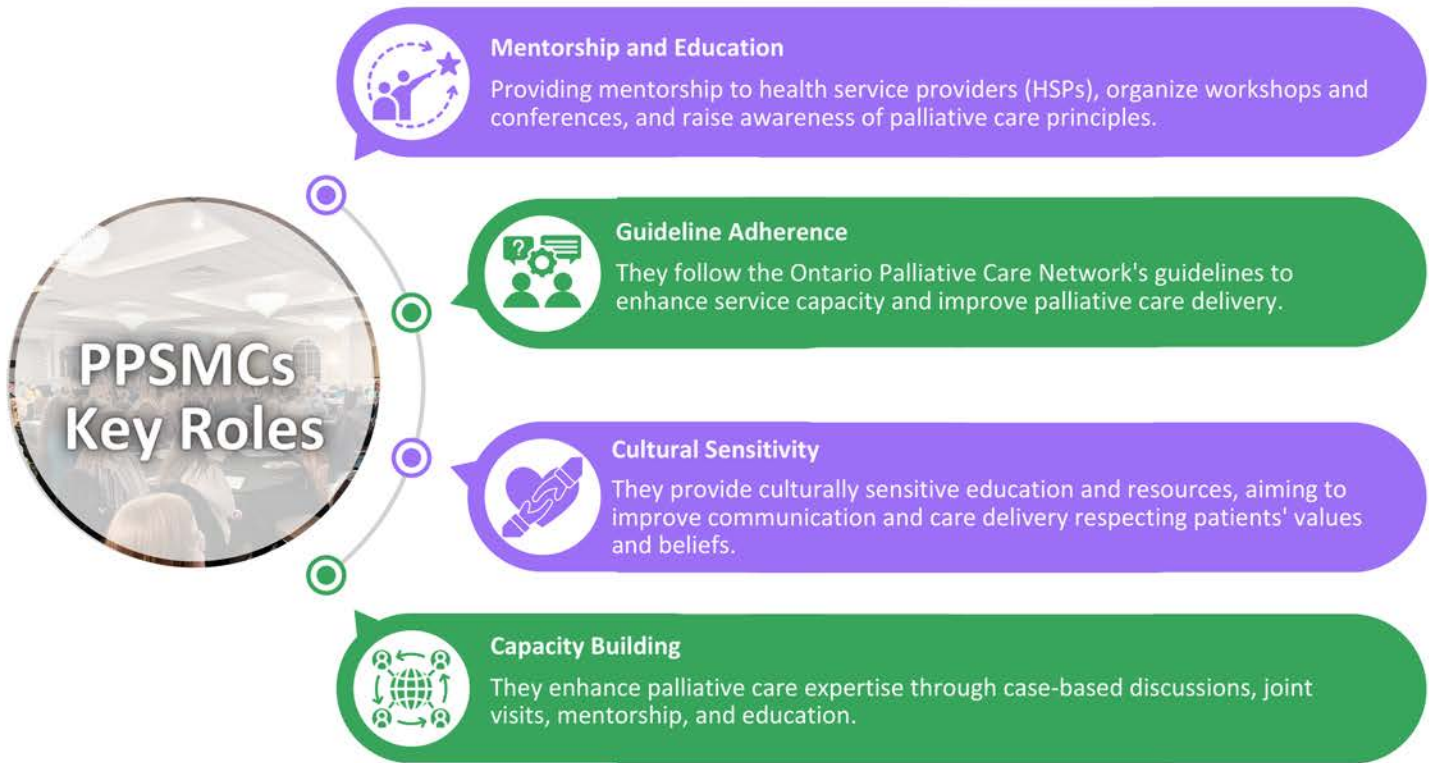 PPSMCs
Key Roles
Mentorship and Education
Providing mentorship to health service providers (HSPs), organize workshops and
conferences, and raise awareness of palliative care principles.
Guideline Adherence
They follow the Ontario Palliative Care Network's guidelines to
enhance service capacity and improve palliative care delivery.
Cultural Sensitivity
They provide culturally sensitive education and resources, aiming to
improve communication and care delivery respecting patients' values
and beliefs.
Capacity Building
They enhance palliative care expertise through case-based discussions, joint
visits, mentorship, and education.